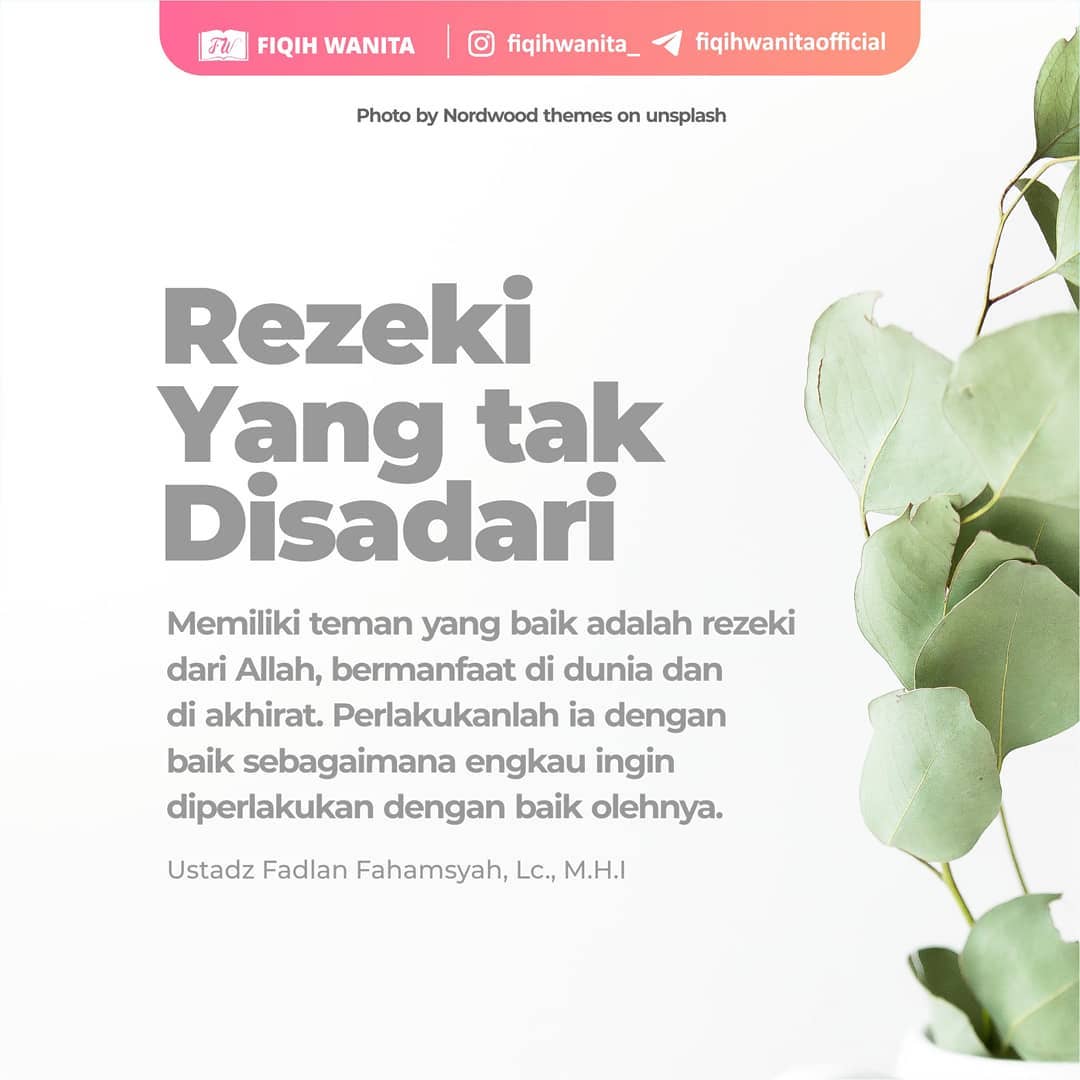 FW FIQIH WANITA fiqihwanita_ fiqihwanitaofficial
Photo by Nordwood themes on unsplash
Rezeki
Yang tak
Disadari
Memiliki teman yang baik adalah rezeki
dari Allah, bermanfaat di dunia dan
di akhirat. Perlakukanlah ia dengan
baik sebagaimana engkau ingin
diperlakukan dengan baik olehnya.
Ustadz Fadlan Fahamsyah, Lc., M.H.I